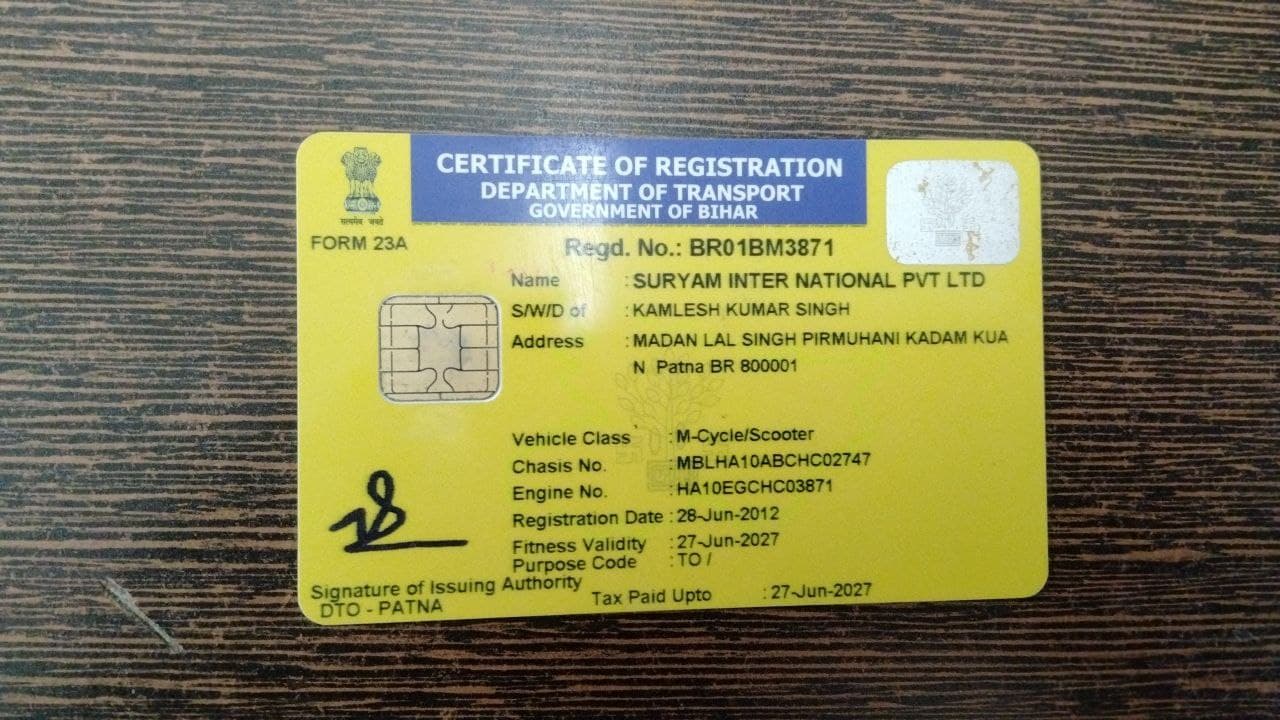 CERTIFICATE OF REGISTRATION
DEPARTMENT OF TRANSPORT
GOVERNMENT OF BIHAR
सत्यमेव जयते
FORM 23A
Regd. No.: BR01BM3871
Name : SURYAM INTER NATIONAL PVT LTD
S/W/D of : KAMLESH KUMAR SINGH
Address : MADAN LAL SINGH PIRMUHANI KADAM KUA
N Patna BR 800001
Vehicle Class : M-Cycle/Scooter
Chasis No. : MBLHA10ABCHC02747
Engine No. : HA10EGCHC03871
Registration Date : 28-Jun-2012
Fitness Validity : 27-Jun-2027
Purpose Code : TO /
Signature of Issuing Authority
DTO - PATNA
Tax Paid Upto : 27-Jun-2027